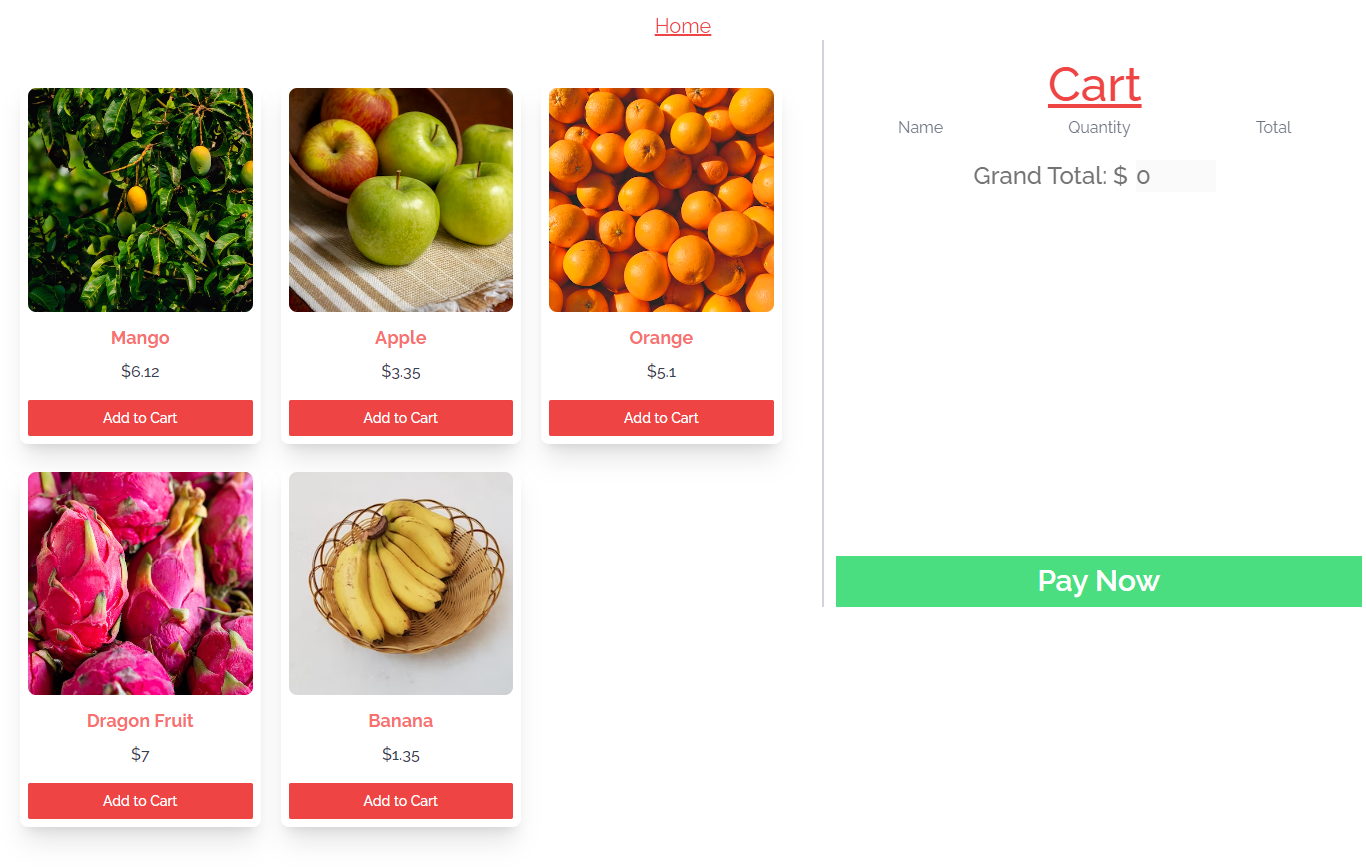 Home
Mango
$6.12
Add to Cart
Apple
$3.35
Add to Cart
Orange
$5.1
Add to Cart
Dragon Fruit
$7
Add to Cart
Banana
$1.35
Add to Cart
Cart
Name Quantity Total
Grand Total: $ 0
Pay Now